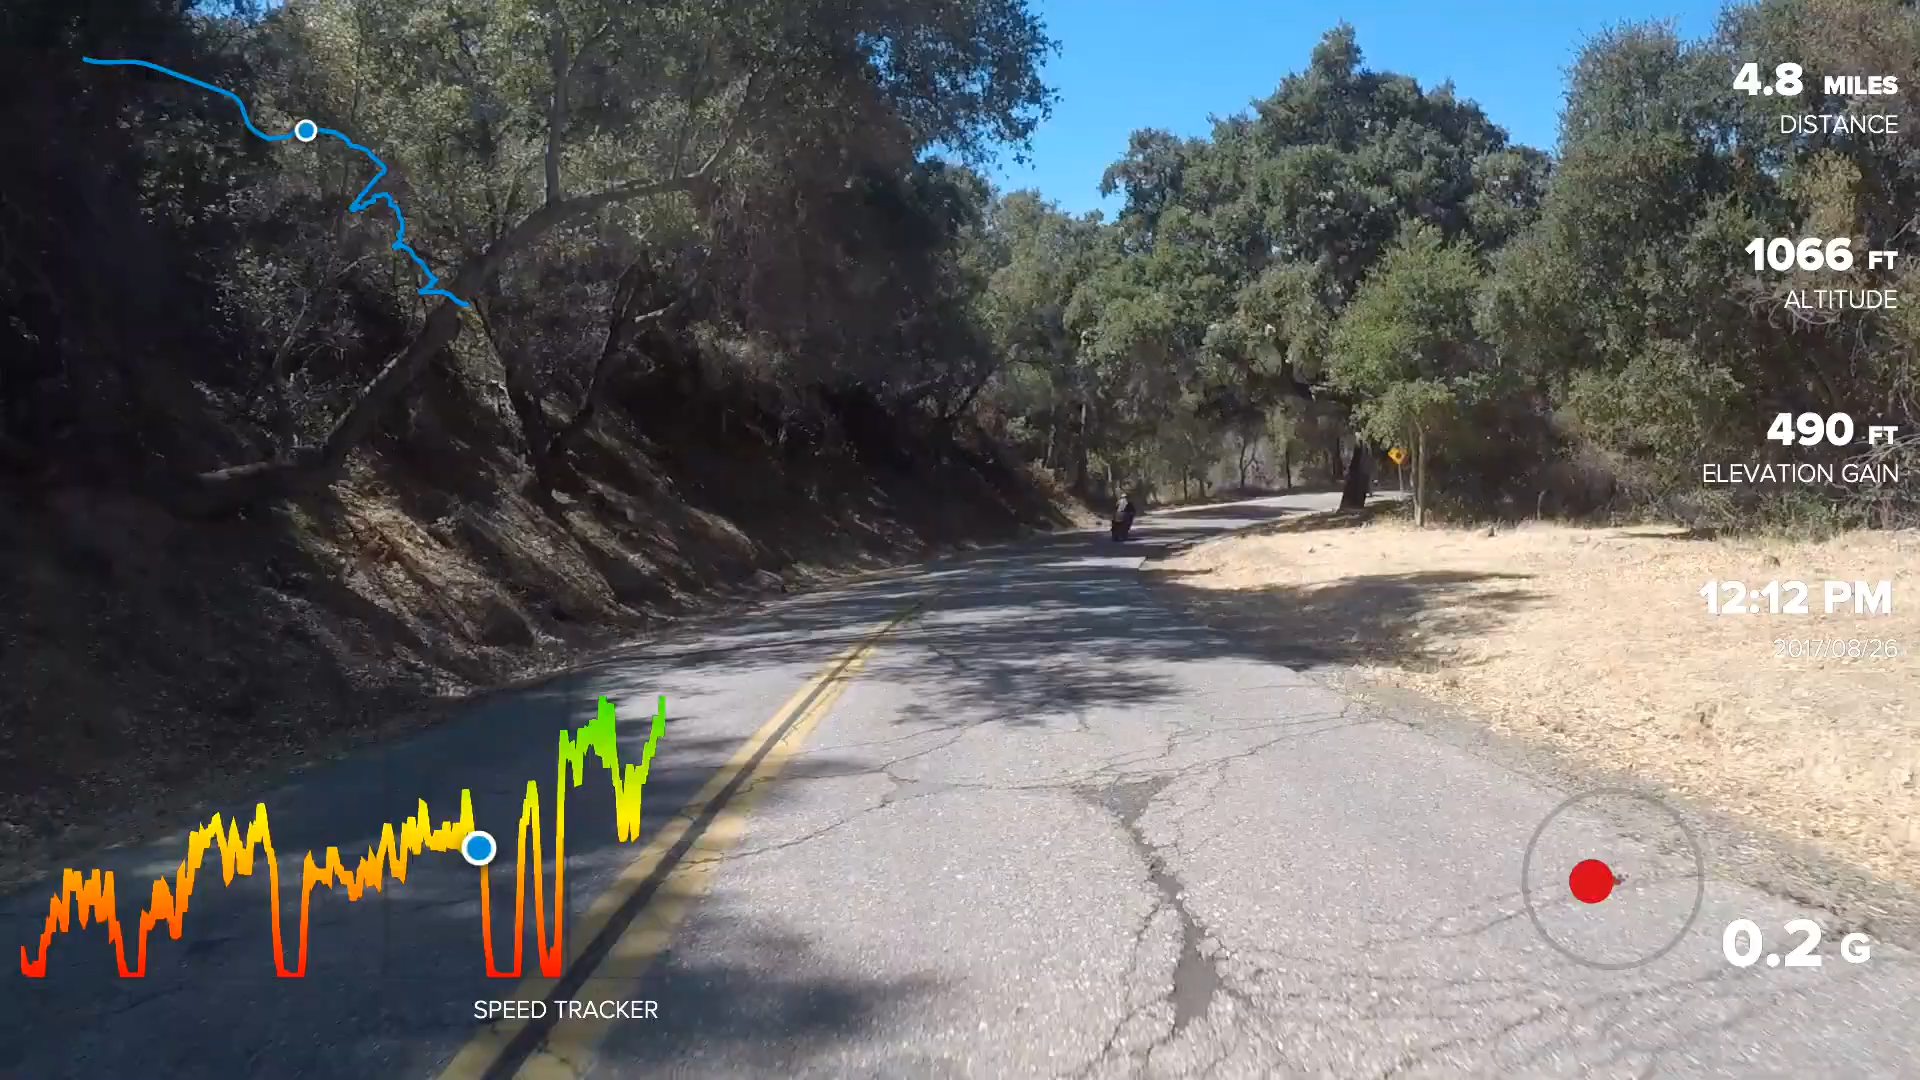 4.8 MILES
DISTANCE
1066 FT
ALTITUDE
490 FT
ELEVATION GAIN
12:12 PM
2017/08/26
0.2 G
SPEED TRACKER